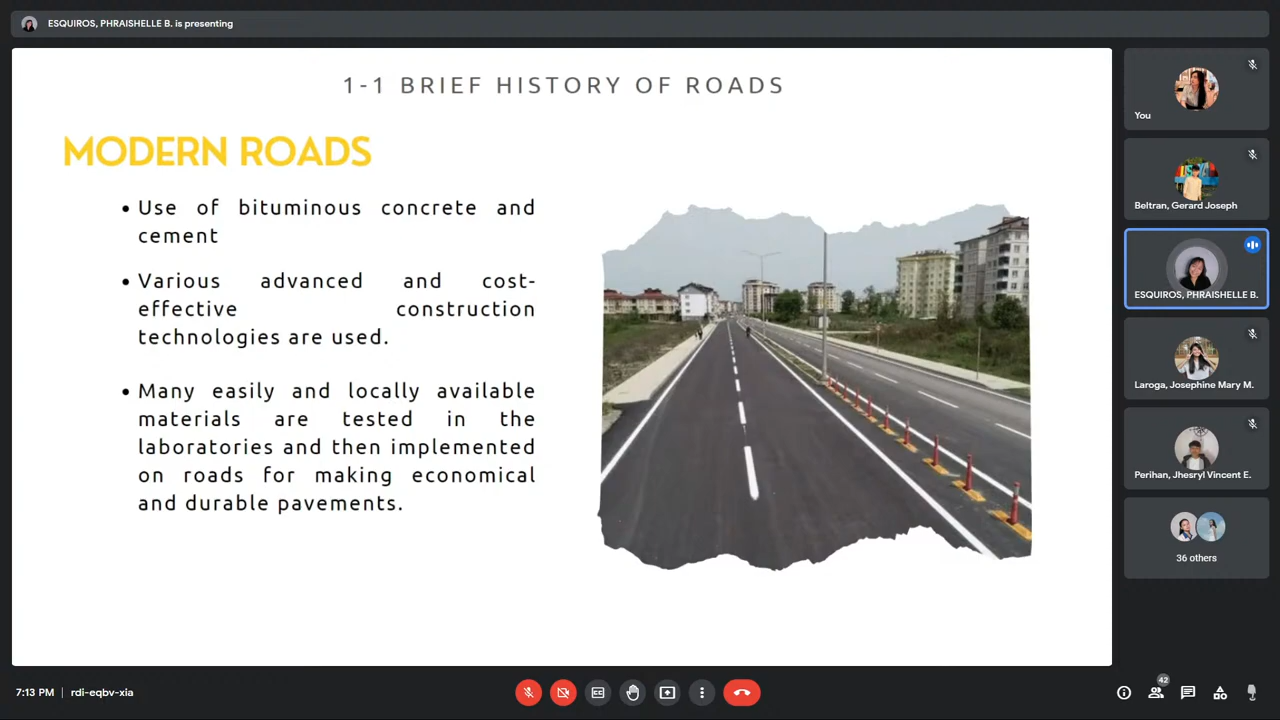 ESQUIROS, PHRAISHELLE B. is presenting
1-1 BRIEF HISTORY OF ROADS
MODERN ROADS
• Use of bituminous concrete and
cement
• Various advanced and cost-
effective construction
technologies are used.
• Many easily and locally available
materials are tested in the
laboratories and then implemented
on roads for making economical
and durable pavements.
You
Beltran, Gerard Joseph
ESQUIROS, PHRAISHELLE B.
Laroga, Josephine Mary M.
Perihan, Jhesryl Vincent E.
36 others
7:13 PM | rdi-eqbv-xia
42